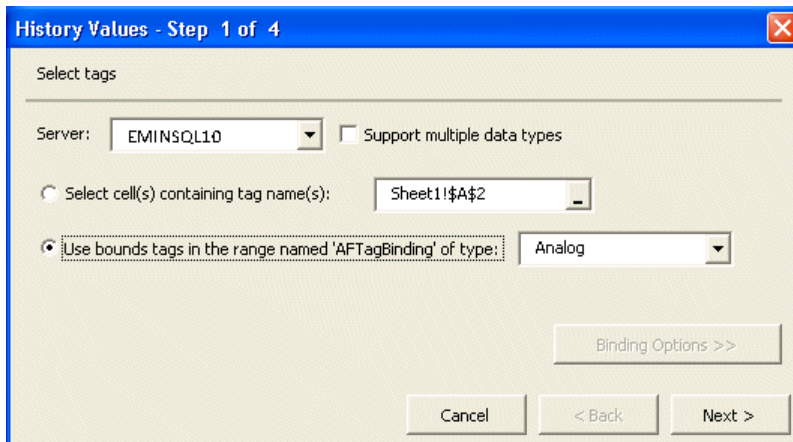 History Values - Step 1 of 4
Select tags
Server: EMINSQL10 Support multiple data types
Select cell(s) containing tag name(s): Sheet1!$A$2 _
Use bounds tags in the range named 'AFTagBinding' of type: Analog
Binding Options >>
Cancel < Back Next >